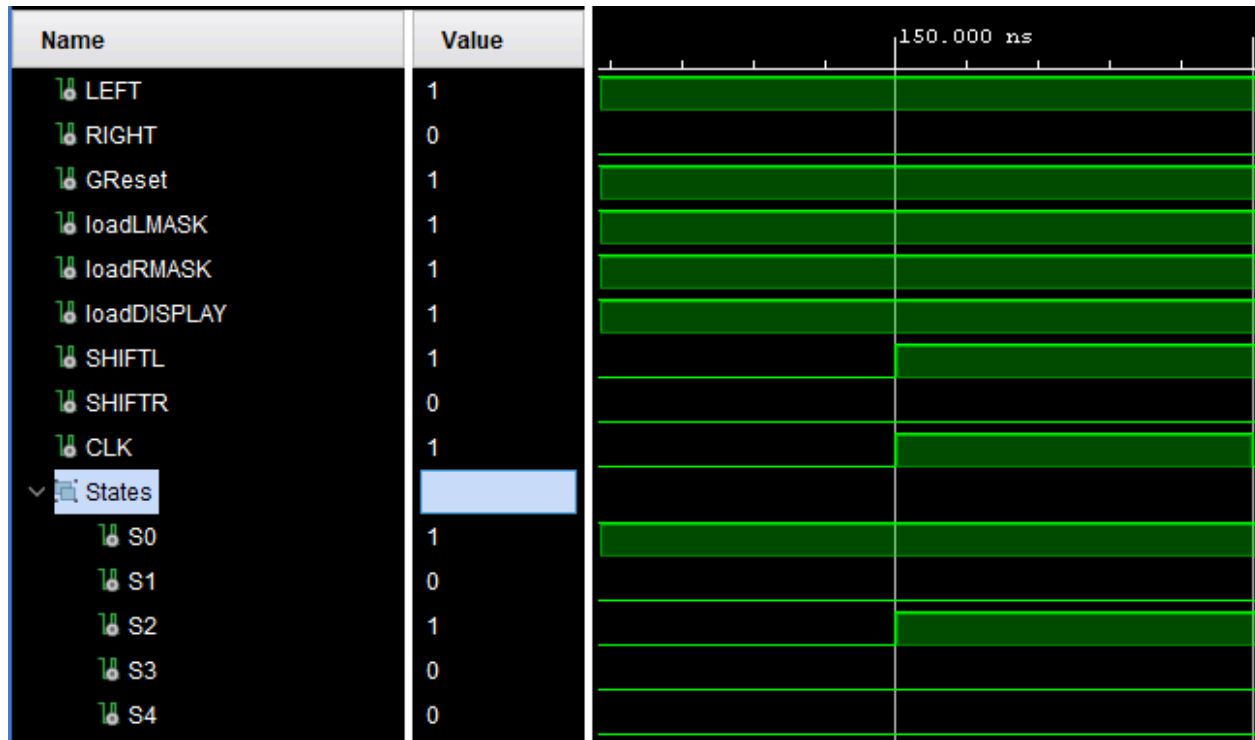 Name Value 150.000 ns
LEFT 1
RIGHT 0
GReset 1
loadLMASK 1
loadRMASK 1
loadDISPLAY 1
SHIFTL 1
SHIFTR 0
CLK 1
States
S0 1
S1 0
S2 1
S3 0
S4 0